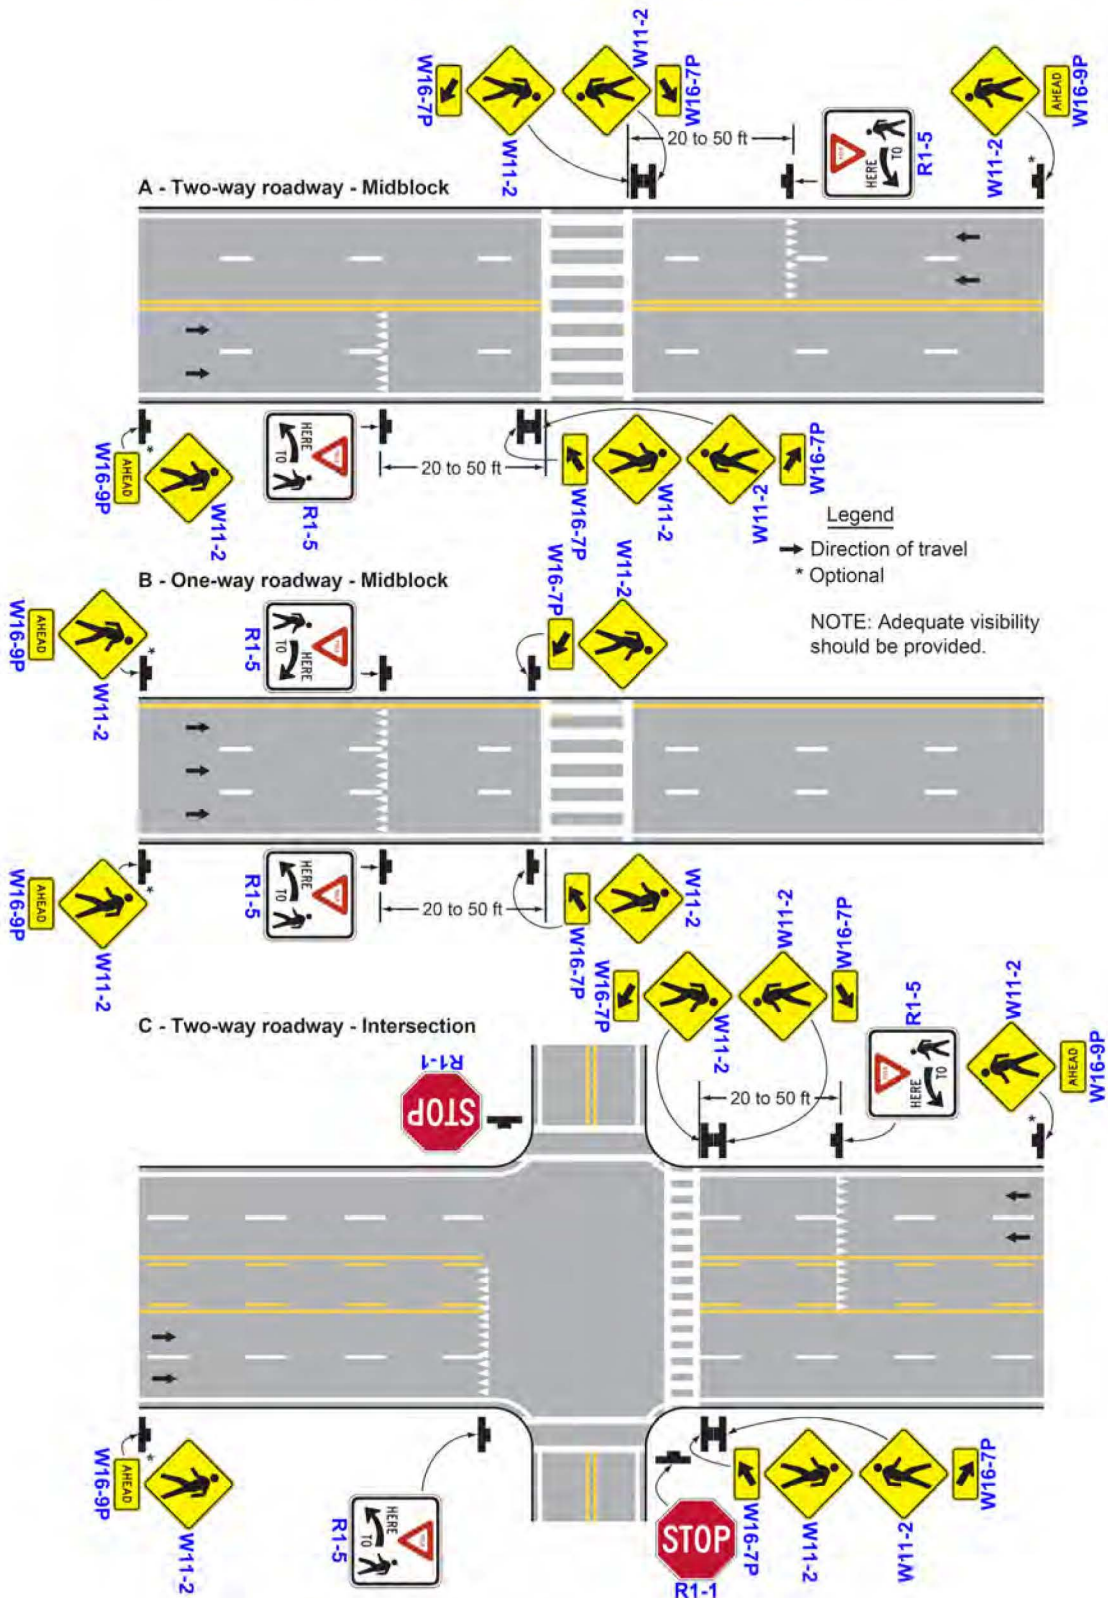 W16-7P
W11-2
W11-2
W16-7P
20 to 50 ft
YIELD
HERE
TO
R1-5
W11-2
AHEAD
W16-9P
A - Two-way roadway - Midblock
*
*
AHEAD
W16-9P
W11-2
HERE
TO
R1-5
20 to 50 ft
W16-7P
W11-2
W11-2
W16-7P
Legend
Direction of travel
* Optional
NOTE: Adequate visibility
should be provided.
B - One-way roadway - Midblock
W16-7P
W11-2
AHEAD
W16-9P
W11-2
*
TO
HERE
R1-5
AHEAD
W16-9P
W11-2
*
HERE
TO
R1-5
20 to 50 ft
W16-7P
W11-2
C - Two-way roadway - Intersection
W16-7P
W11-2
W11-2
W16-7P
20 to 50 ft
R1-5
HERE
TO
W11-2
AHEAD
W16-9P
*
R1-1
STOP
AHEAD
W16-9P
*
W11-2
HERE
TO
R1-5
STOP
R1-1
W16-7P
W11-2
W11-2
W16-7P